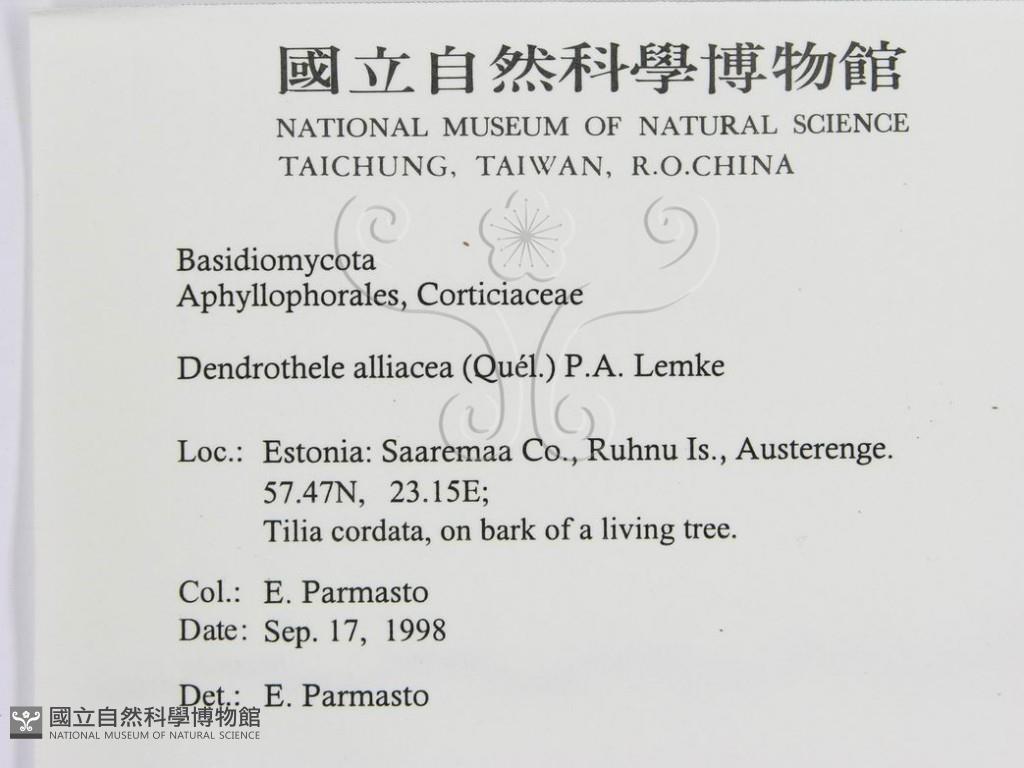 國立自然科學博物館
NATIONAL MUSEUM OF NATURAL SCIENCE
TAICHUNG, TAIWAN, R.O.CHINA
Basidiomycota
Aphyllophorales, Corticiaceae
Dendrothele alliacea (Quél.) P.A. Lemke
Loc.: Estonia: Saaremaa Co., Ruhnu Is., Austerenge.
57.47N, 23.15E;
Tilia cordata, on bark of a living tree.
Col.: E. Parmasto
Date: Sep. 17, 1998
Det.: E. Parmasto
國立自然科學博物館
NATIONAL MUSEUM OF NATURAL SCIENCE